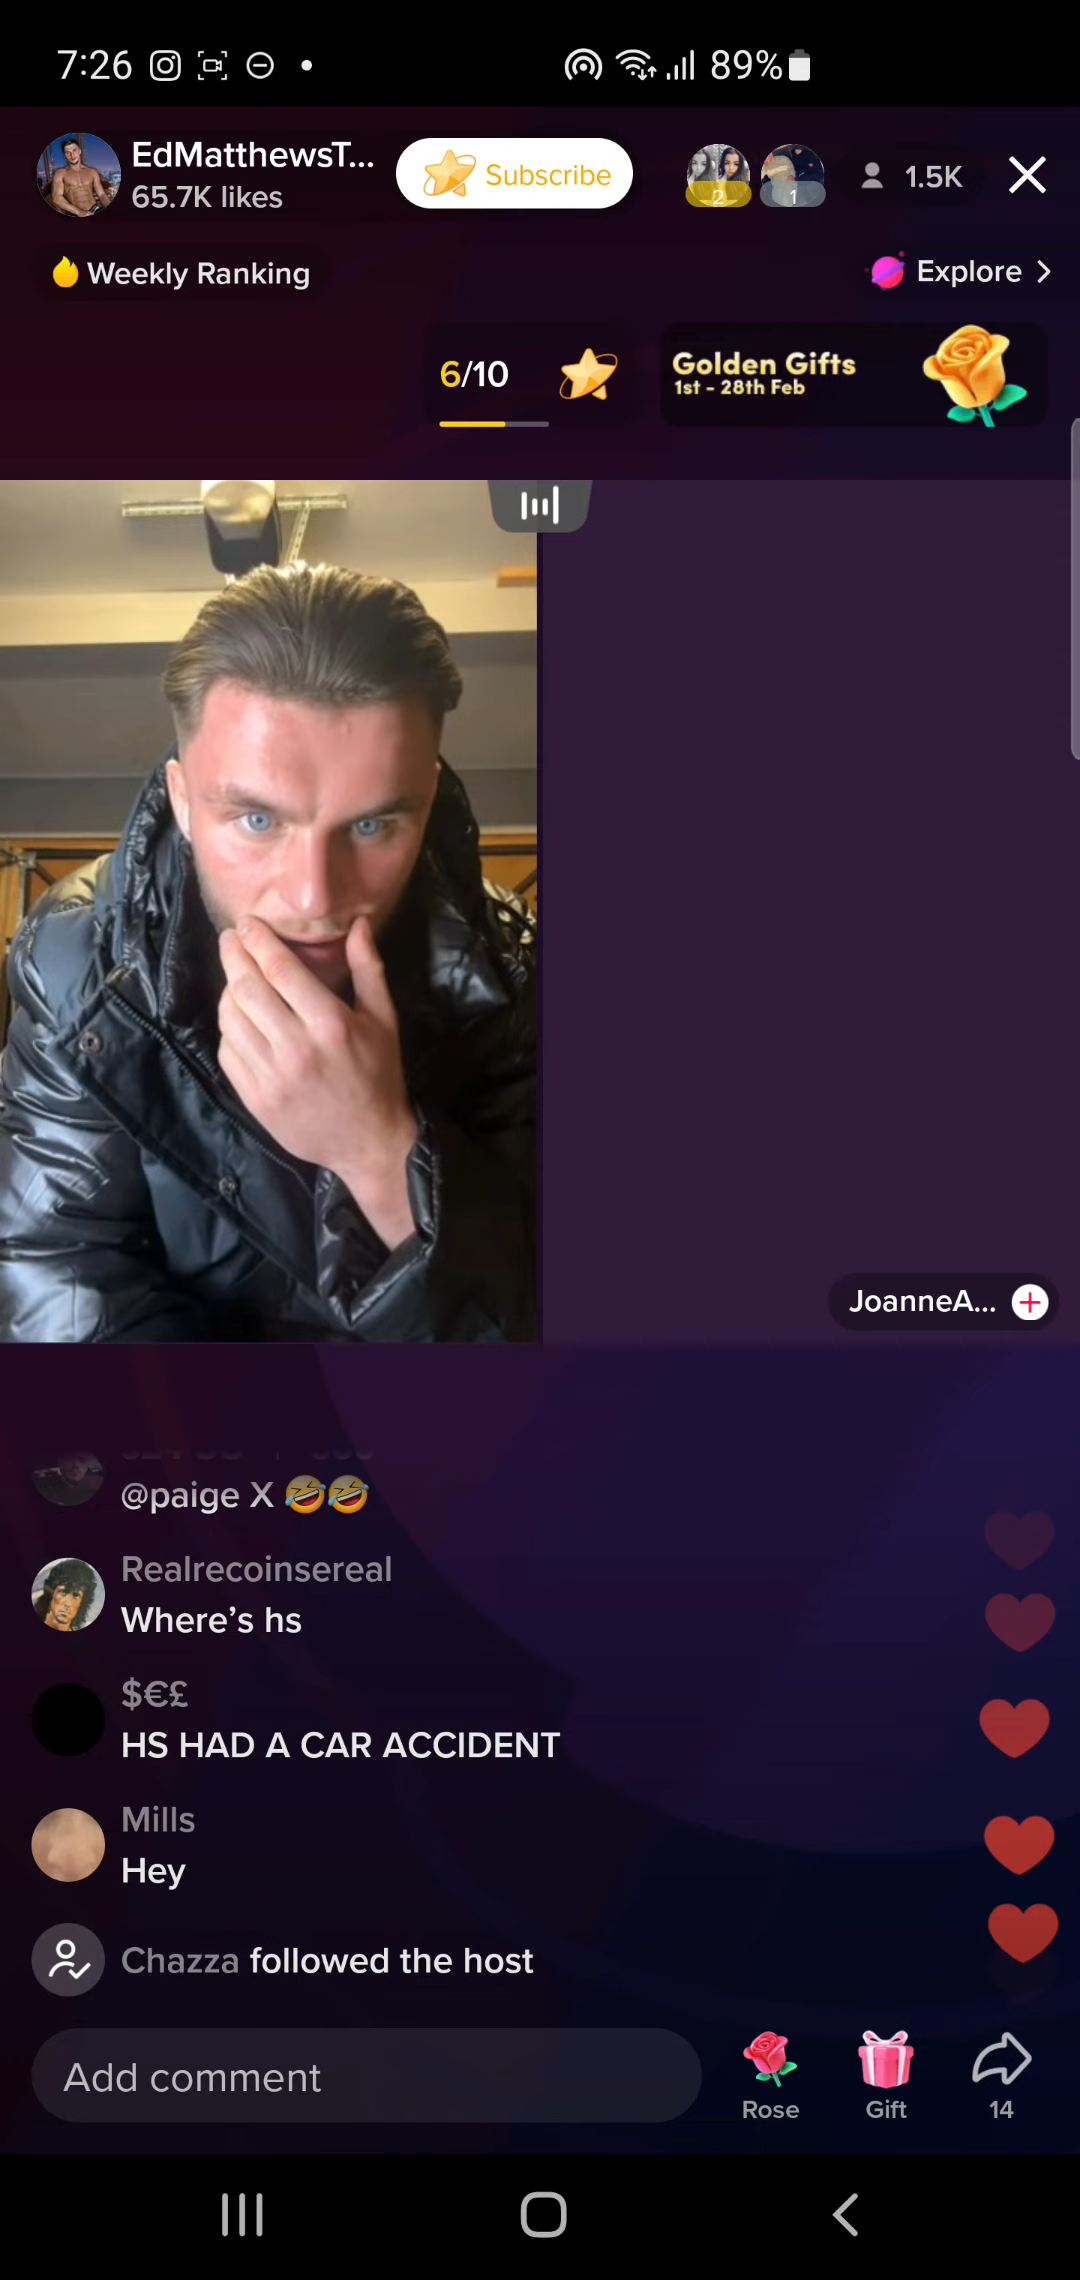 7:26
89%
EdMatthewsT...
65.7K likes
Subscribe
2
1
1.5K
Weekly Ranking
Explore
6/10
Golden Gifts
1st - 28th Feb
JoanneA...
@paige X 🤣🤣
Realrecoinsereal
Where’s hs
$€£
HS HAD A CAR ACCIDENT
Mills
Hey
Chazza followed the host
Add comment
Rose
Gift
14